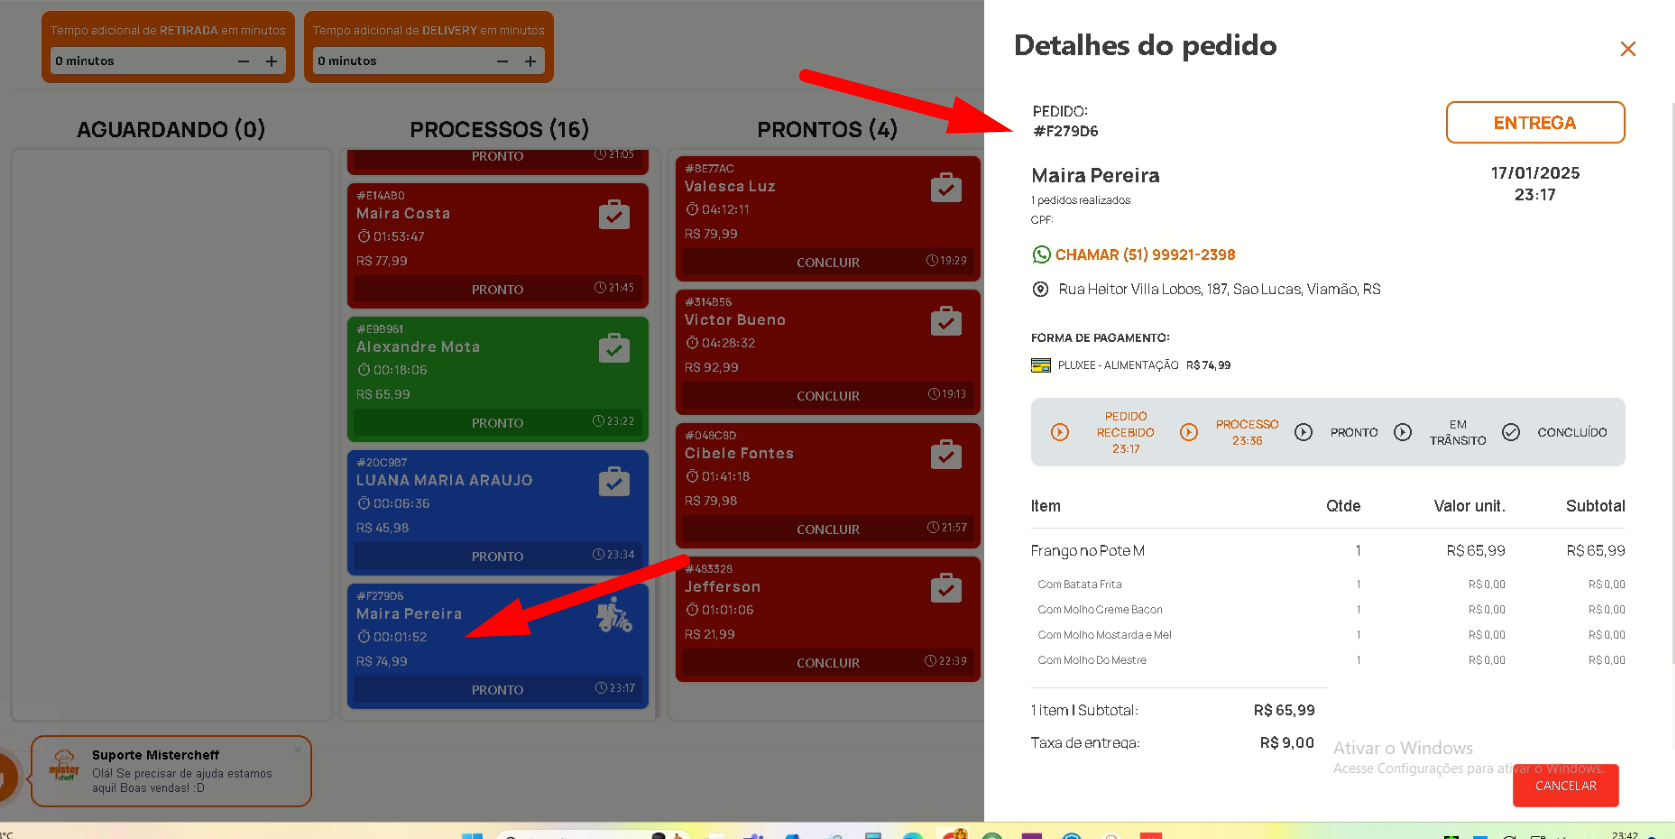 Tempo adicional de RETIRADA em minutos
0 minutos
− +
Tempo adicional de DELIVERY em minutos
0 minutos
− +
AGUARDANDO (0)
PROCESSOS (16)
PRONTO
21:05
#E14AB0
Maira Costa
01:53:47
R$ 77,99
PRONTO
21:45
#E9B961
Alexandre Mota
00:18:06
R$ 65,99
PRONTO
23:22
#20C9B7
LUANA MARIA ARAUJO
00:06:36
R$ 45,98
PRONTO
23:34
#F279D6
Maira Pereira
00:01:52
R$ 74,99
PRONTO
23:17
PRONTOS (4)
#BE77AC
Valesca Luz
04:12:11
R$ 79,99
CONCLUIR
19:29
#314B56
Victor Bueno
04:28:32
R$ 92,99
CONCLUIR
19:13
#048C8D
Cibele Fontes
01:41:18
R$ 79,98
CONCLUIR
21:57
#483328
Jefferson
01:01:06
R$ 21,99
CONCLUIR
22:39
Suporte Mistercheff
Olá! Se precisar de ajuda estamos
aqui! Boas vendas! :D
mister
cheff
Detalhes do pedido
PEDIDO:
#F279D6
ENTREGA
Maira Pereira
1 pedidos realizados
CPF:
17/01/2025
23:17
CHAMAR (51) 99921-2398
Rua Heitor Villa Lobos, 187, Sao Lucas, Viamão, RS
FORMA DE PAGAMENTO:
PLUXEE - ALIMENTAÇÃO R$ 74,99
PEDIDO
RECEBIDO
23:17
PROCESSO
23:36
PRONTO
EM
TRÂNSITO
CONCLUÍDO
Item Qtde Valor unit. Subtotal
Frango no Pote M 1 R$ 65,99 R$ 65,99
Com Batata Frita 1 R$ 0,00 R$ 0,00
Com Molho Creme Bacon 1 R$ 0,00 R$ 0,00
Com Molho Mostarda e Mel 1 R$ 0,00 R$ 0,00
Com Molho Do Mestre 1 R$ 0,00 R$ 0,00
1 item | Subtotal: R$ 65,99
Taxa de entrega: R$ 9,00
Ativar o Windows
Acesse Configurações para ativar o Windows.
CANCELAR
23:42